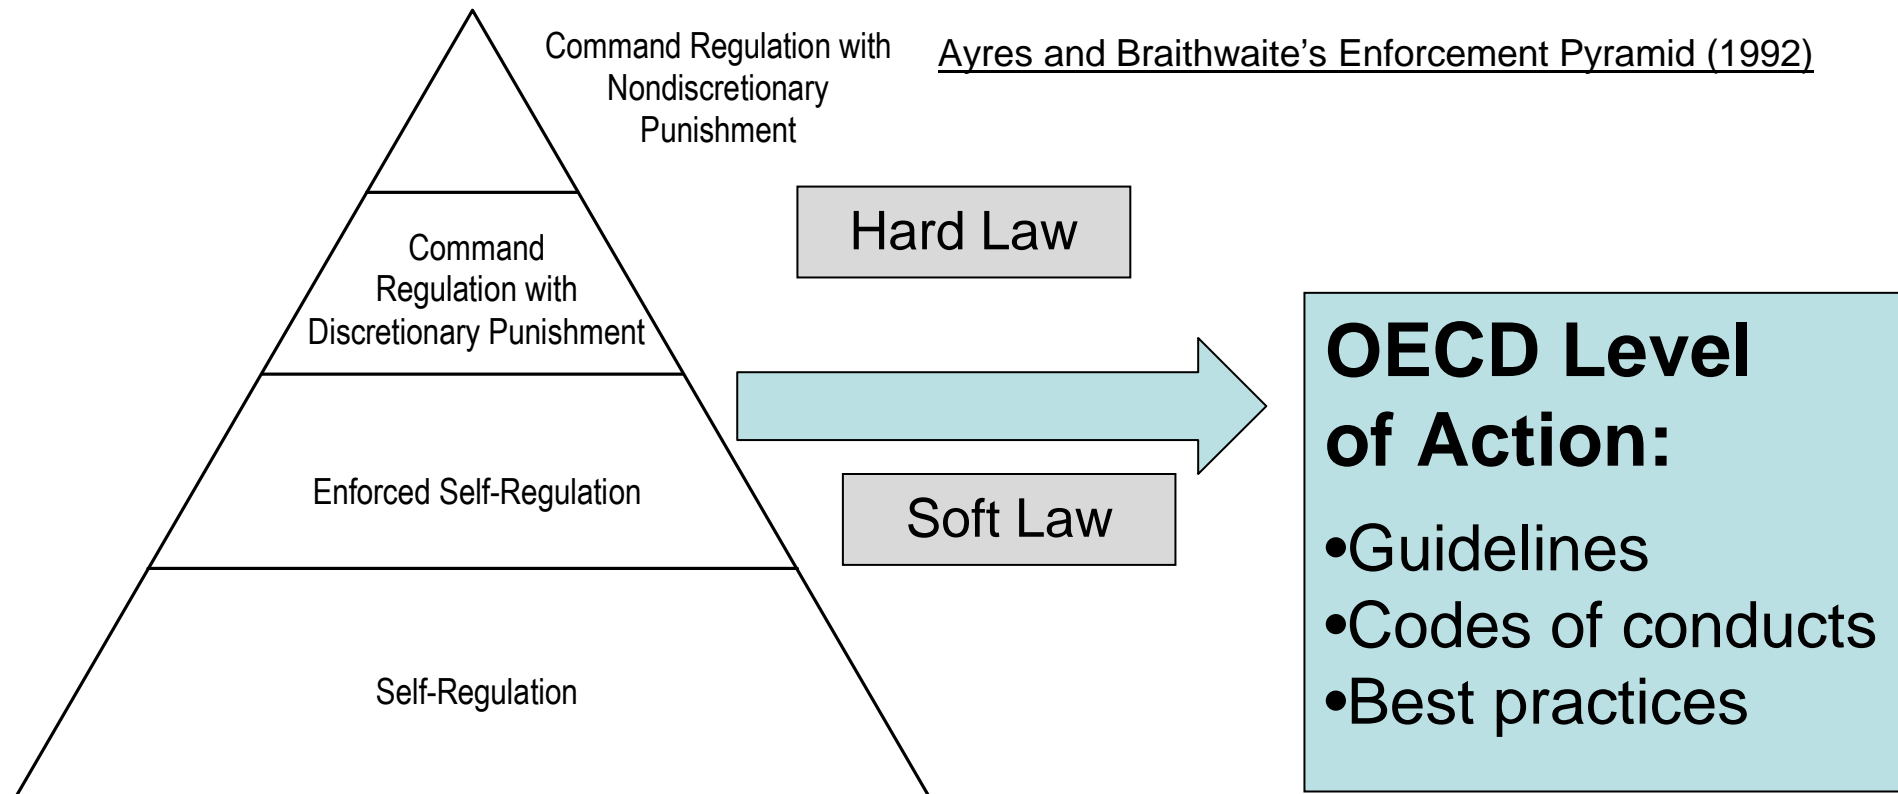 Ayres and Braithwaite’s Enforcement Pyramid (1992)
Command Regulation with
Nondiscretionary
Punishment
Command
Regulation with
Discretionary Punishment
Enforced Self-Regulation
Self-Regulation
Hard Law
Soft Law
OECD Level
of Action:
•Guidelines
•Codes of conducts
•Best practices